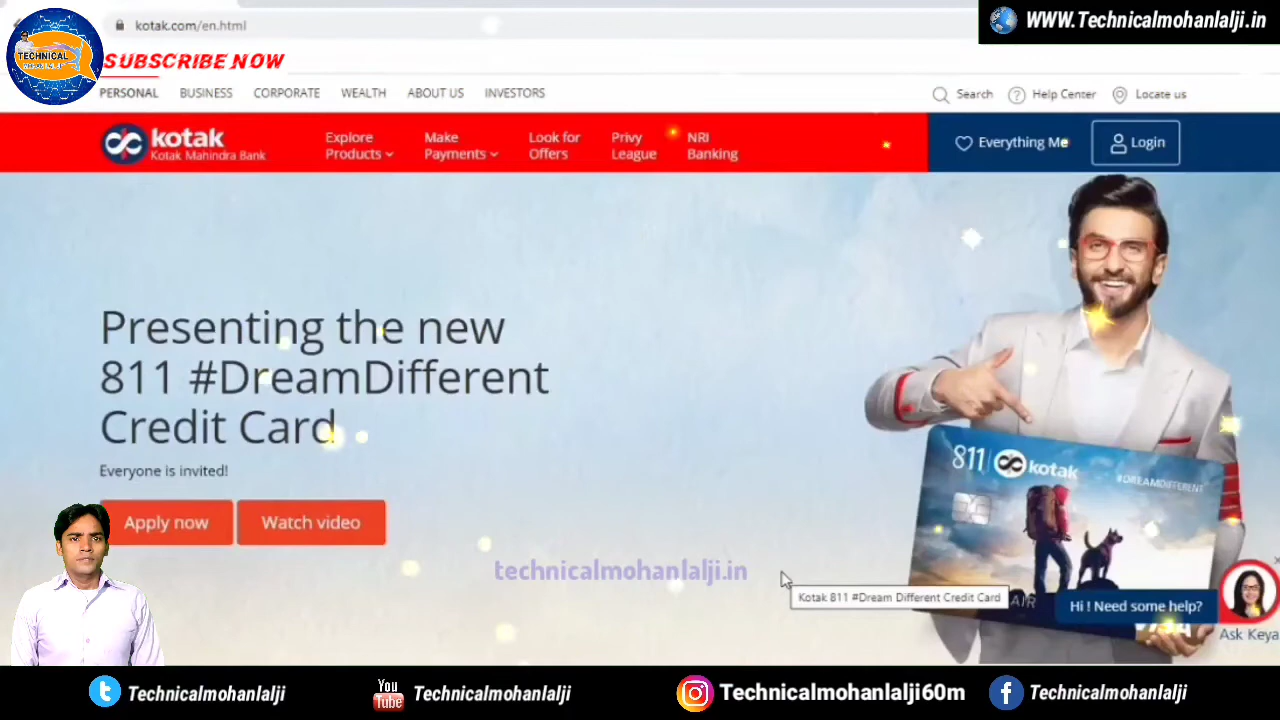 kotak.com/en.html
WWW.Technicalmohanlalji.in
TECHNICAL
SUBSCRIBE NOW
PERSONAL BUSINESS CORPORATE WEALTH ABOUT US INVESTORS
Search Help Center Locate us
kotak
Kotak Mahindra Bank
Explore
Products
Make
Payments
Look for
Offers
Privy
League
NRI
Banking
Everything Me
Login
Presenting the new
811 #DreamDifferent
Credit Card
Everyone is invited!
Apply now Watch video
811 kotak
#DREAMDIFFERENT
technicalmohanlalji.in
Kotak 811 #Dream Different Credit Card
AIR
Hi ! Need some help?
VISA
Ask Keya
Technicalmohanlalji
You
Tube
Technicalmohanlalji
Technicalmohanlalji60m
Technicalmohanlalji